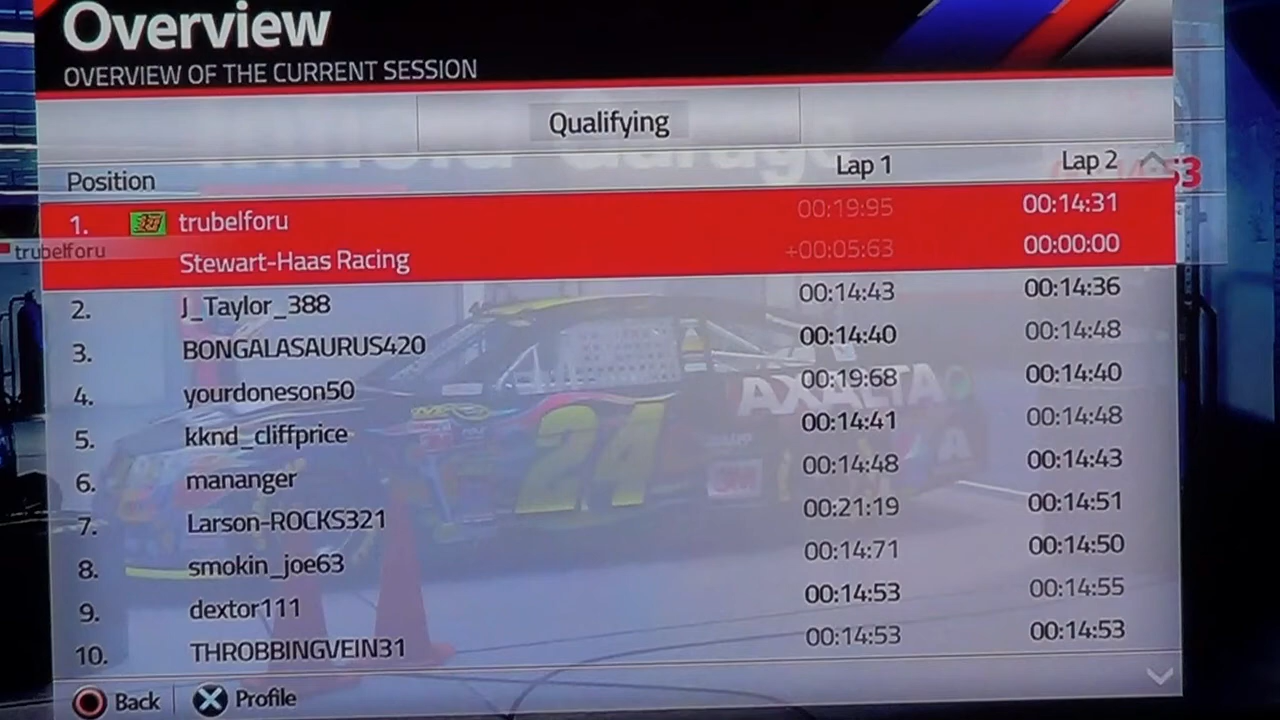 Overview
OVERVIEW OF THE CURRENT SESSION
Qualifying
Position Lap 1 Lap 2
53
1. 37 trubelforu 00:19:95 00:14:31
trubelforu
Stewart-Haas Racing +00:05:63 00:00:00
2. J_Taylor_388 00:14:43 00:14:36
3. BONGALASAURUS420 00:14:40 00:14:48
4. yourdoneson50 00:19:68 00:14:40
5. kknd_cliffprice 00:14:41 00:14:48
6. mananger 00:14:48 00:14:43
7. Larson-ROCKS321 00:21:19 00:14:51
8. smokin_joe63 00:14:71 00:14:50
9. dextor111 00:14:53 00:14:55
10. THROBBINGVEIN31 00:14:53 00:14:53
AXALTA
24
3M
Back Profile